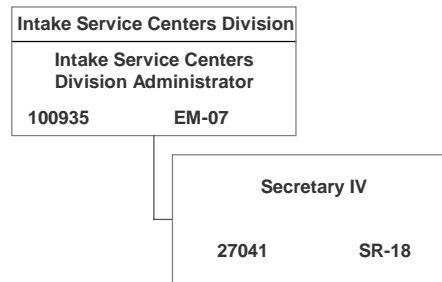 Intake Service Centers Division
Intake Service Centers
Division Administrator
100935 EM-07
Secretary IV
27041 SR-18